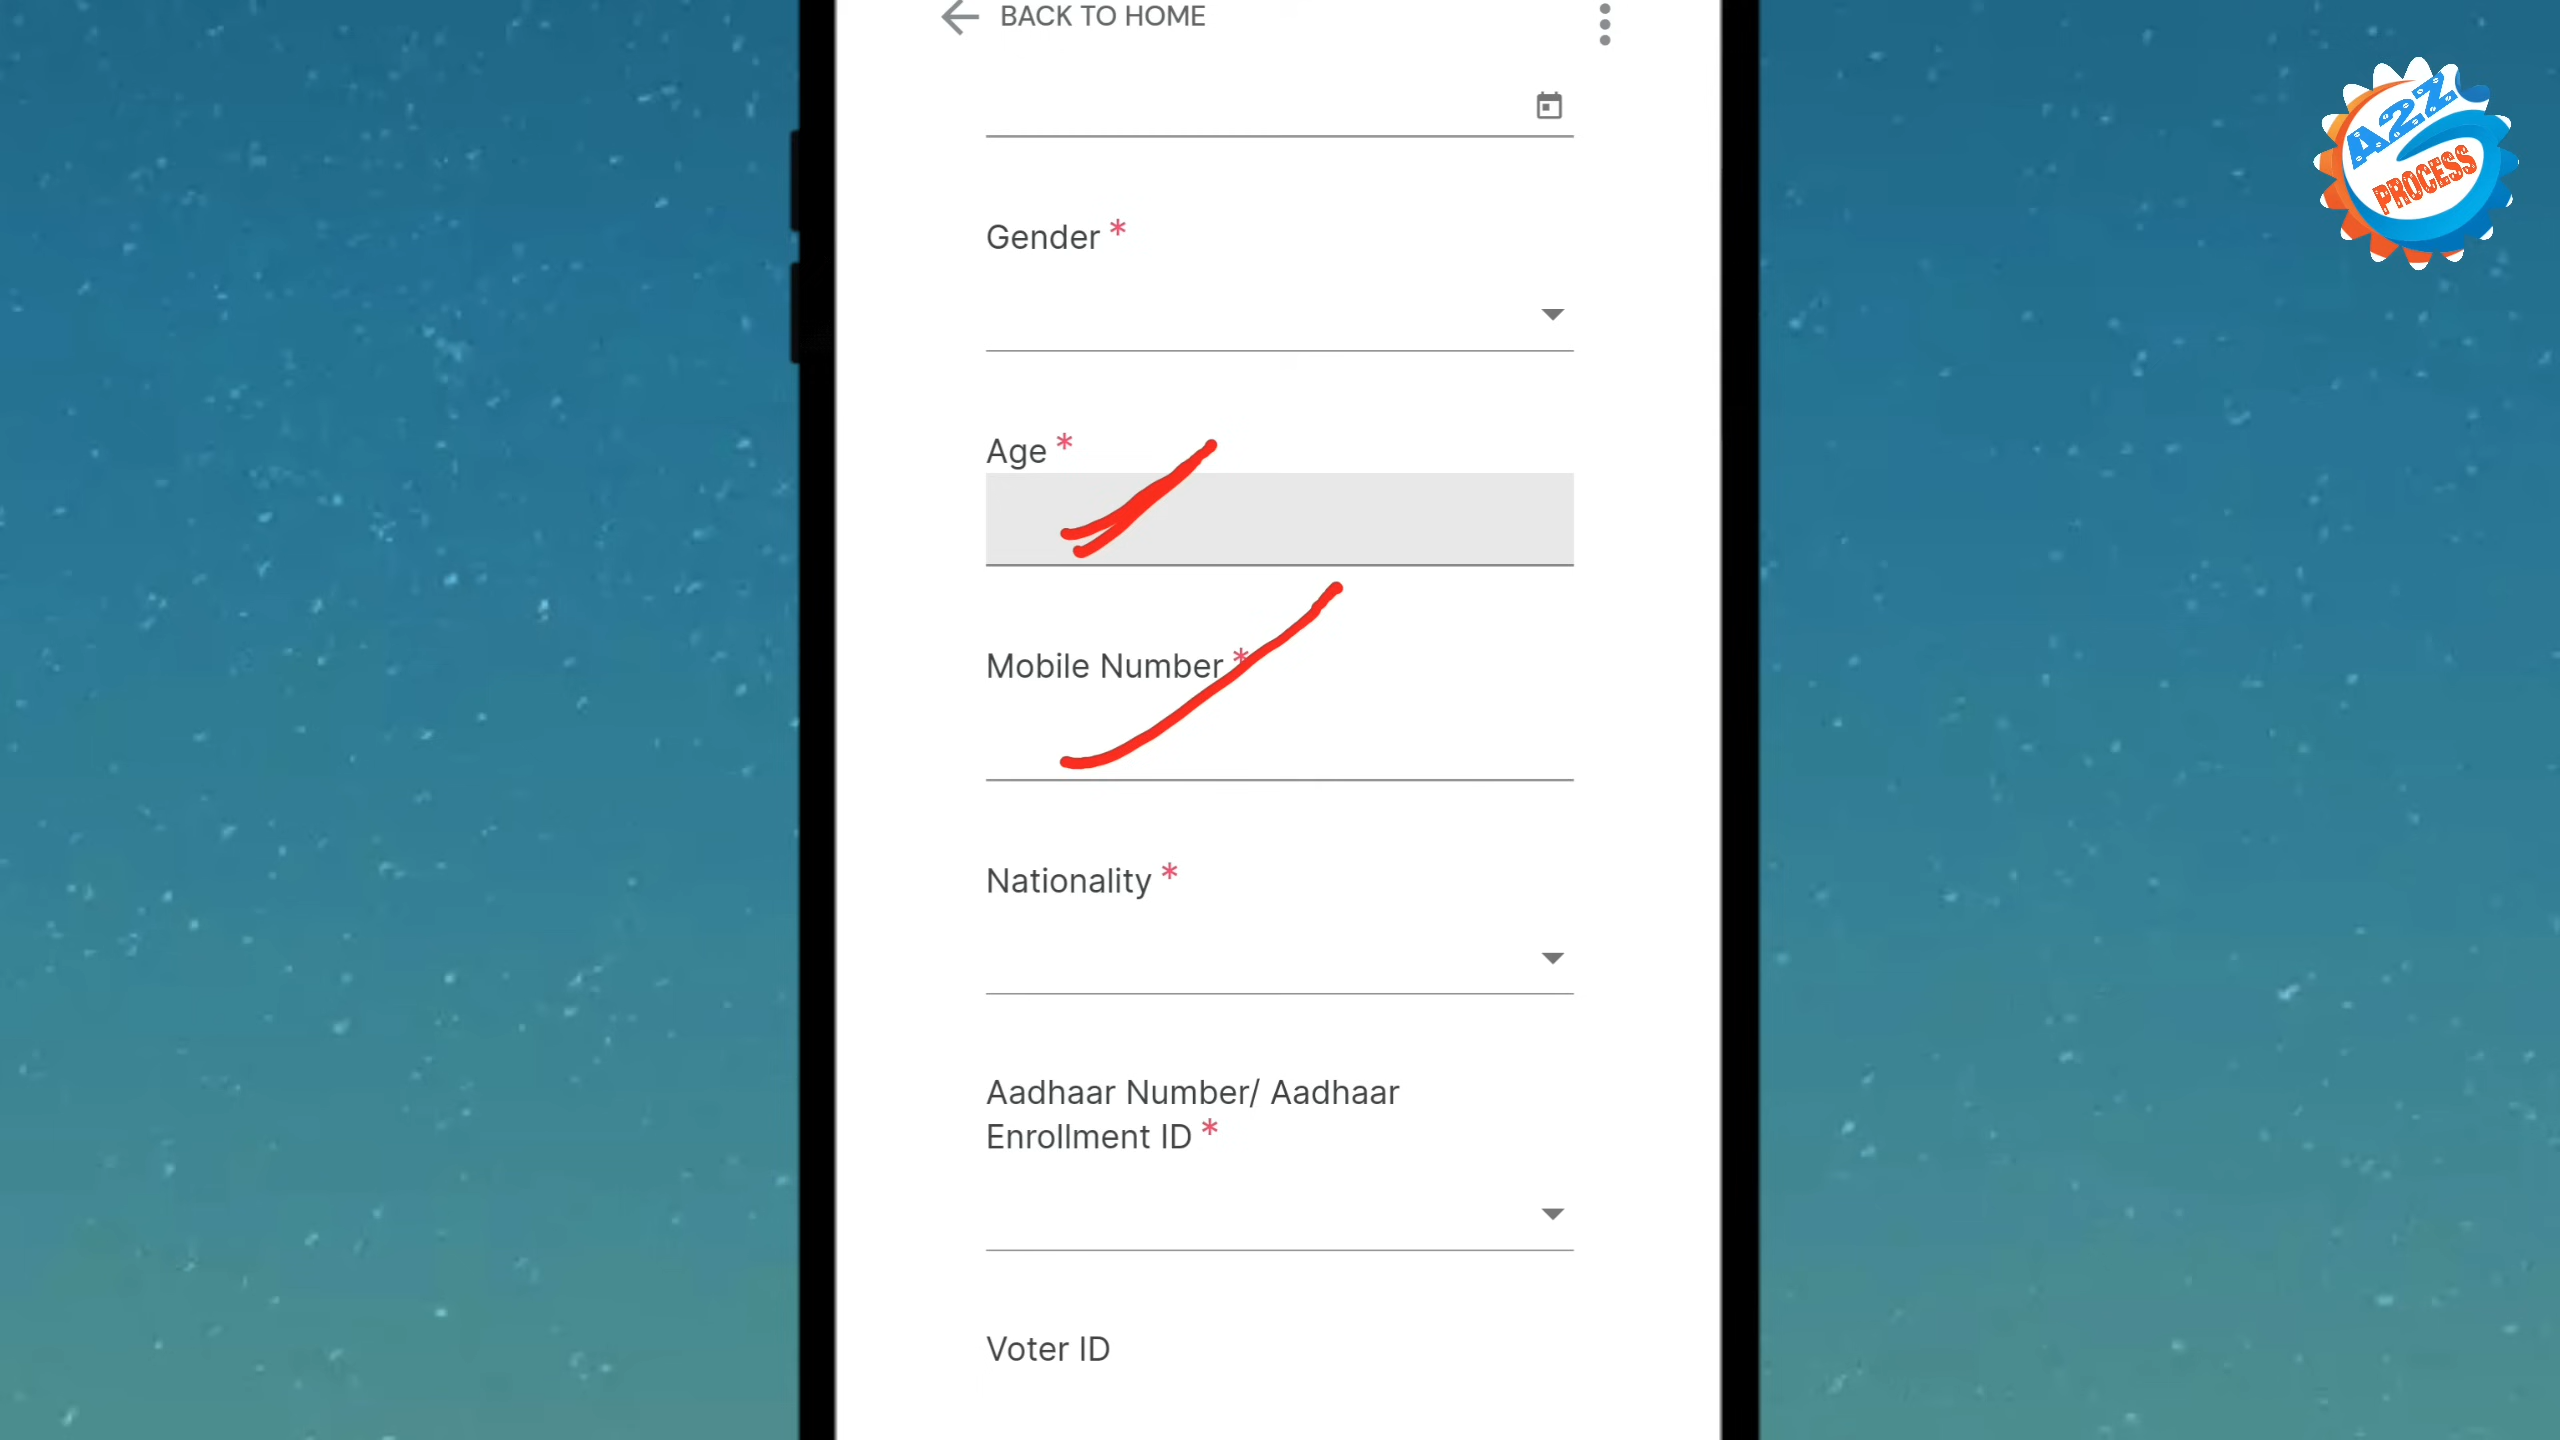 BACK TO HOME
A2Z
PROCESS
Gender *
Age *
Mobile Number *
Nationality *
Aadhaar Number/ Aadhaar
Enrollment ID *
Voter ID